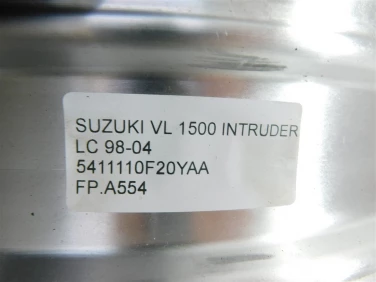 SUZUKI VL 1500 INTRUDER
LC 98-04
5411110F20YAA
FP.A554